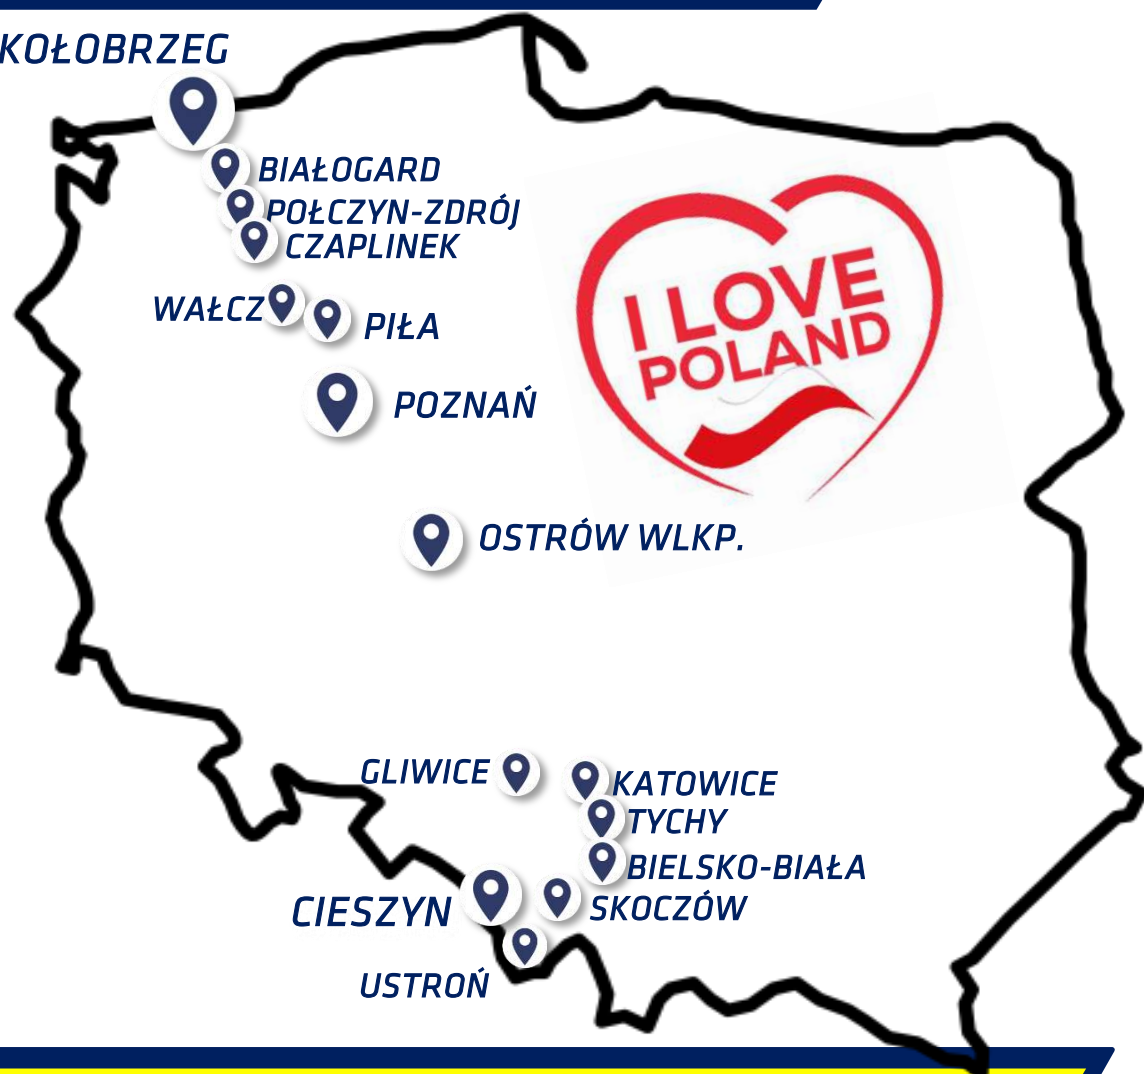 KOŁOBRZEG
BIAŁOGARD
POŁCZYN-ZDRÓJ
CZAPLINEK
WAŁCZ
PIŁA
POZNAŃ
I LOVE
POLAND
OSTRÓW WLKP.
GLIWICE
KATOWICE
TYCHY
BIELSKO-BIAŁA
CIESZYN
SKOCZÓW
USTROŃ